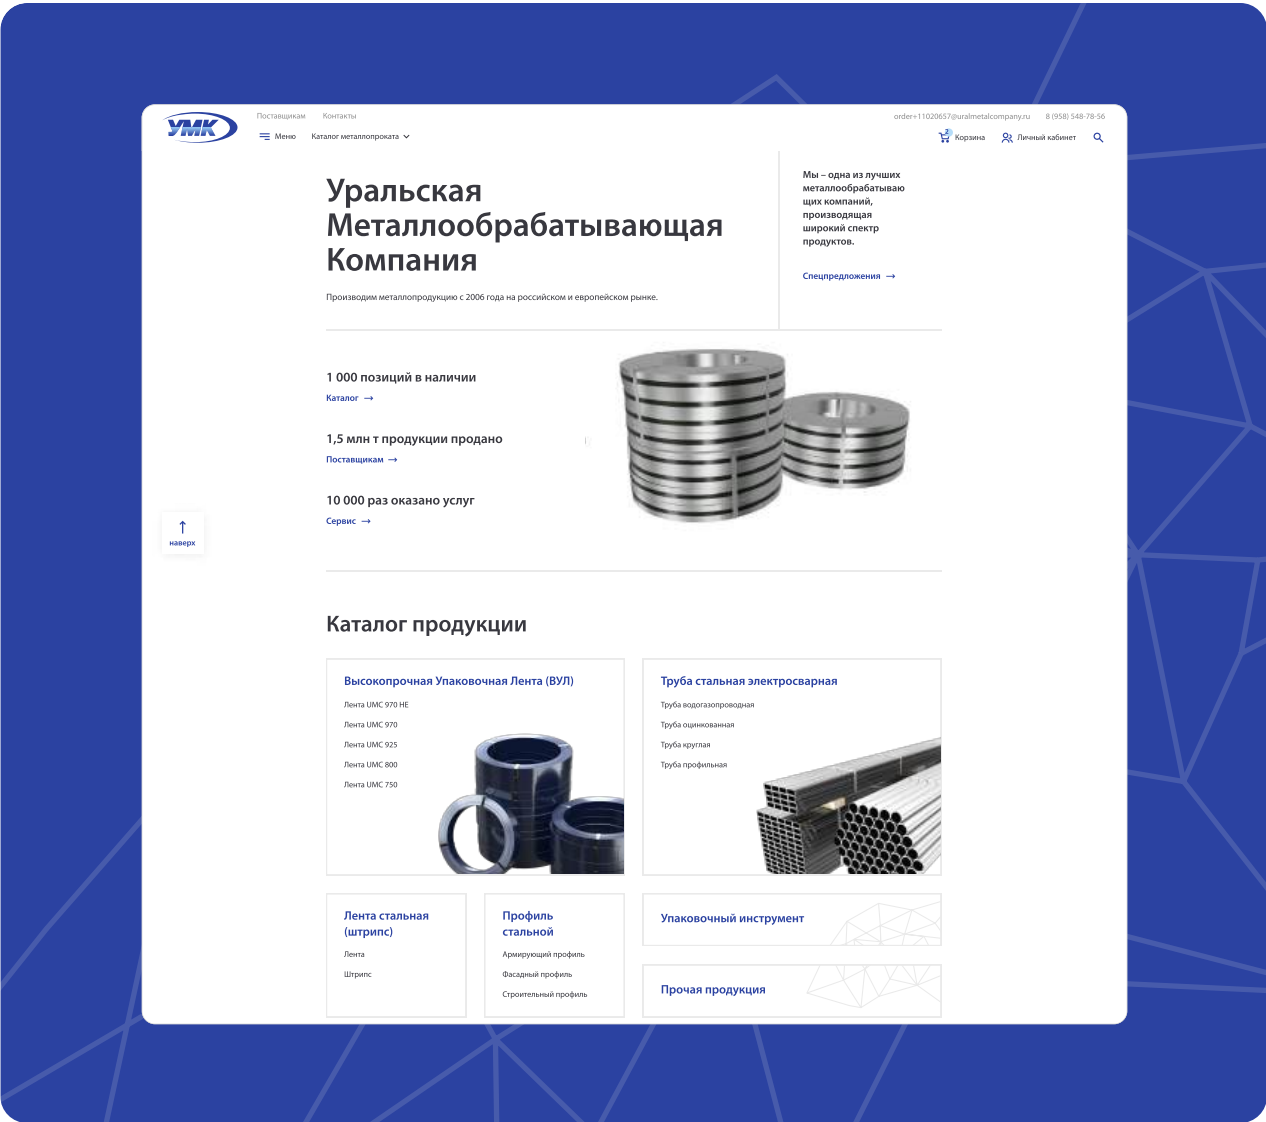 УМК
Поставщикам
Контакты
order+11020657@uralmetalcompany.ru
8 (958) 548-78-56
Меню
Каталог металлопроката
Корзина
Личный кабинет
Уральская
Металлообрабатывающая
Компания
Производим металлопродукцию с 2006 года на российском и европейском рынке.
Мы – одна из лучших
металлообрабатываю
щих компаний,
производящая
широкий спектр
продуктов.
Спецпредложения →
1 000 позиций в наличии
Каталог →
1,5 млн т продукции продано
Поставщикам →
10 000 раз оказано услуг
Сервис →
↑
наверх
Каталог продукции
Высокопрочная Упаковочная Лента (ВУЛ)
Лента UMC 970 НЕ
Лента UMC 970
Лента UMC 925
Лента UMC 800
Лента UMC 750
Труба стальная электросварная
Труба водогазопроводная
Труба оцинкованная
Труба круглая
Труба профильная
Лента стальная
(штрипс)
Лента
Штрипс
Профиль
стальной
Армирующий профиль
Фасадный профиль
Строительный профиль
Упаковочный инструмент
Прочая продукция